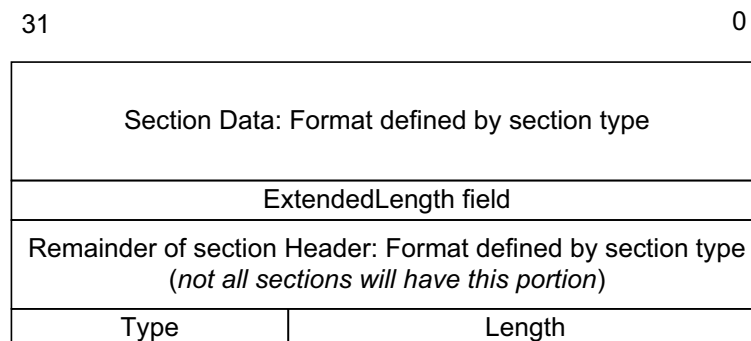 31 0
Section Data: Format defined by section type
ExtendedLength field
Remainder of section Header: Format defined by section type
(not all sections will have this portion)
Type Length